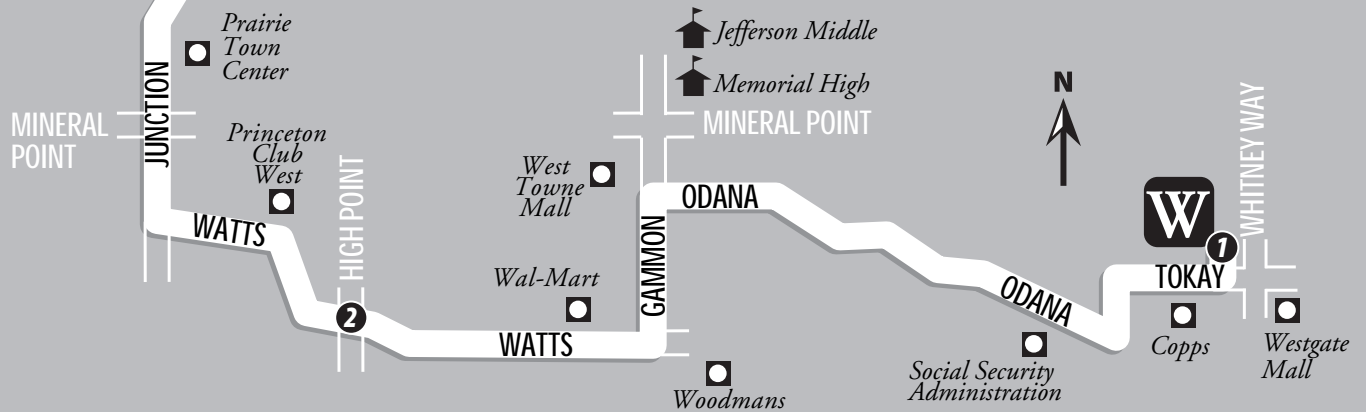 Prairie
Town
Center
Jefferson Middle
Memorial High
N
MINERAL
POINT
JUNCTION
Princeton
Club
West
HIGH POINT
West
Towne
Mall
MINERAL POINT
WHITNEY WAY
W
1
ODANA
WATTS
GAMMON
Wal-Mart
2
WATTS
ODANA
TOKAY
Copps
Westgate
Mall
Social Security
Administration
Woodmans